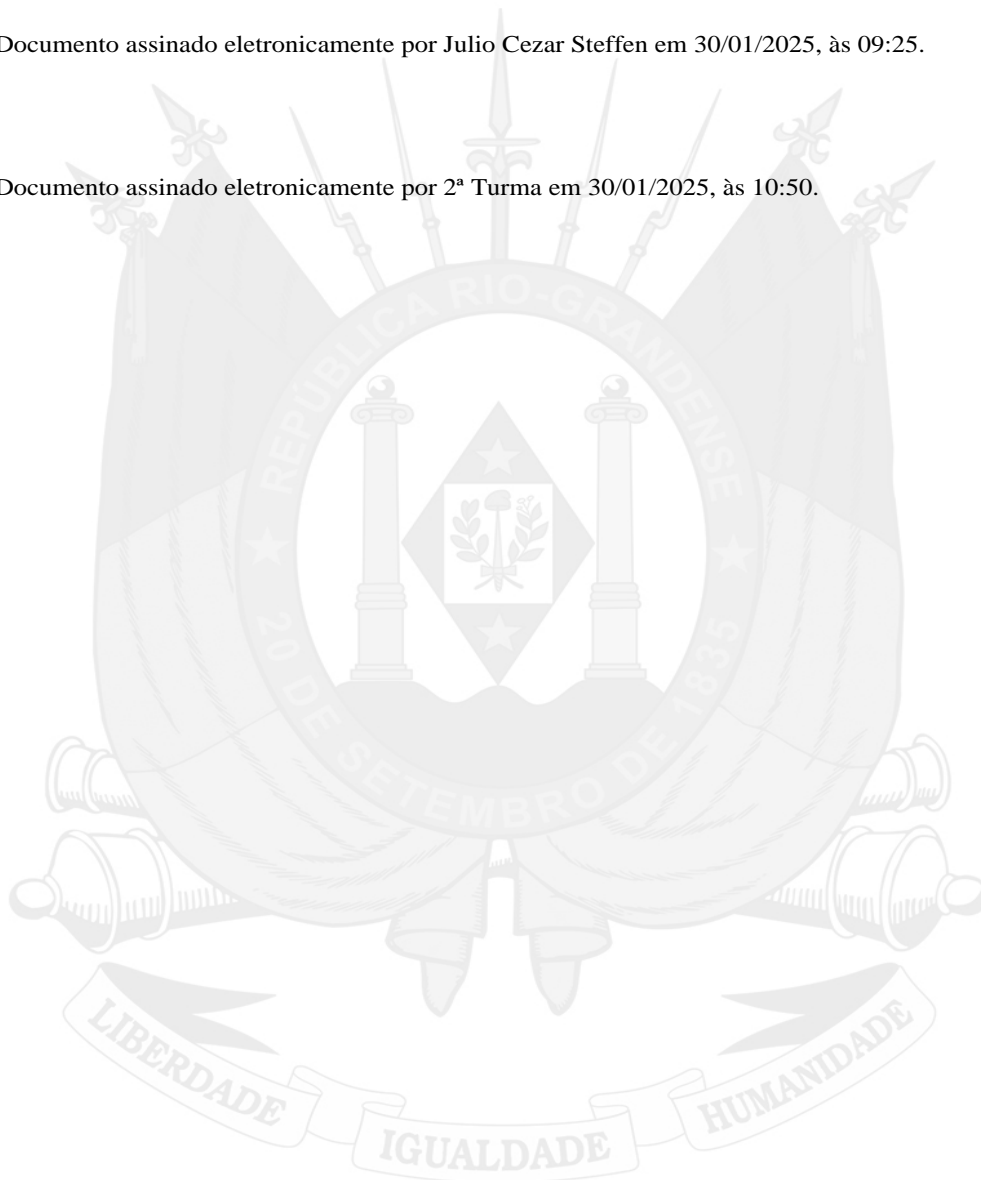 Documento assinado eletronicamente por Julio Cezar Steffen em 30/01/2025, às 09:25.
Documento assinado eletronicamente por 2ª Turma em 30/01/2025, às 10:50.
REPÚBLICA RIO-GRANDENSE
★ 20 DE SETEMBRO DE 1835 ★
LIBERDADE
IGUALDADE
HUMANIDADE